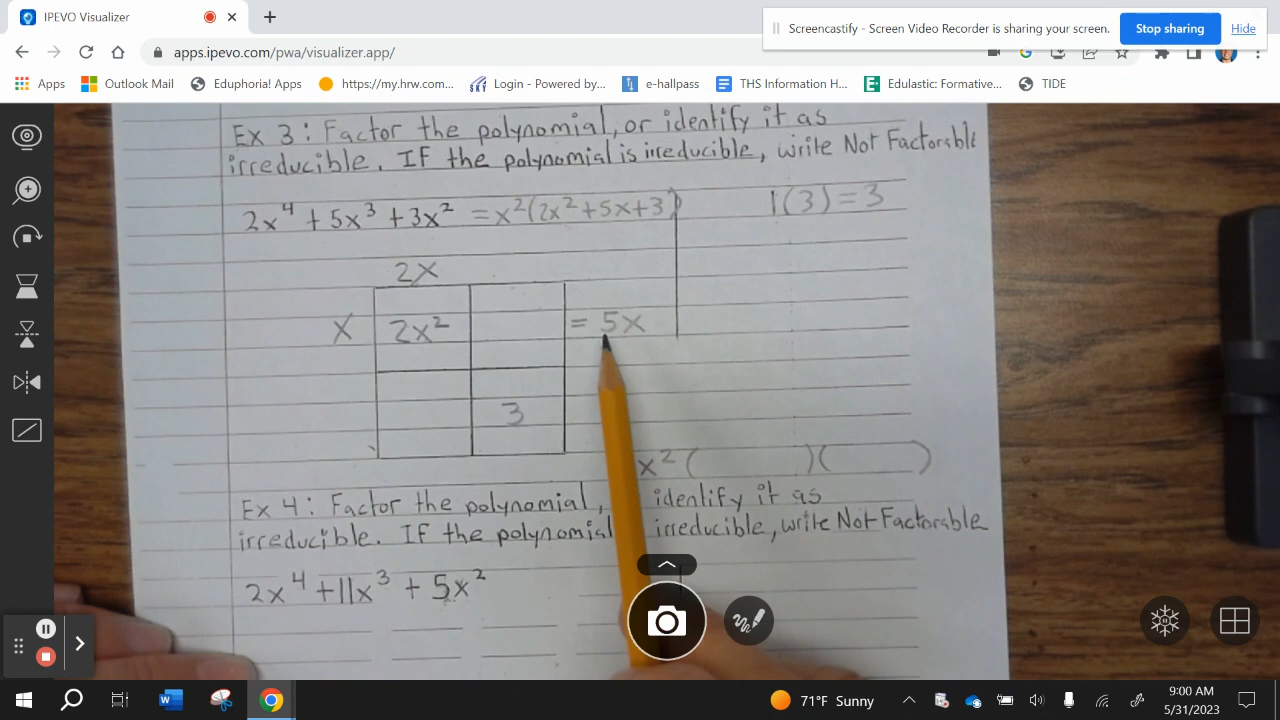 IPEVO Visualizer
Screencastify - Screen Video Recorder is sharing your screen.
Stop sharing
Hide
apps.ipevo.com/pwa/visualizer.app/
Apps
Outlook Mail
Eduphoria! Apps
https://my.hrw.com...
Login - Powered by...
e-hallpass
THS Information H...
Edulastic: Formative...
TIDE
Ex 3: Factor the polynomial, or identify it as
irreducible. IF the polynomial is irreducible, write Not Factorable
2x⁴ + 5x³ + 3x² = x²(2x² + 5x + 3)
1(3) = 3
2x
x 2x² = 5x
3
x² ( )( )
Ex 4: Factor the polynomial, identify it as
irreducible. IF the polynomial irreducible, write Not Factorable
2x⁴ + 11x³ + 5x²
71°F Sunny
9:00 AM
5/31/2023